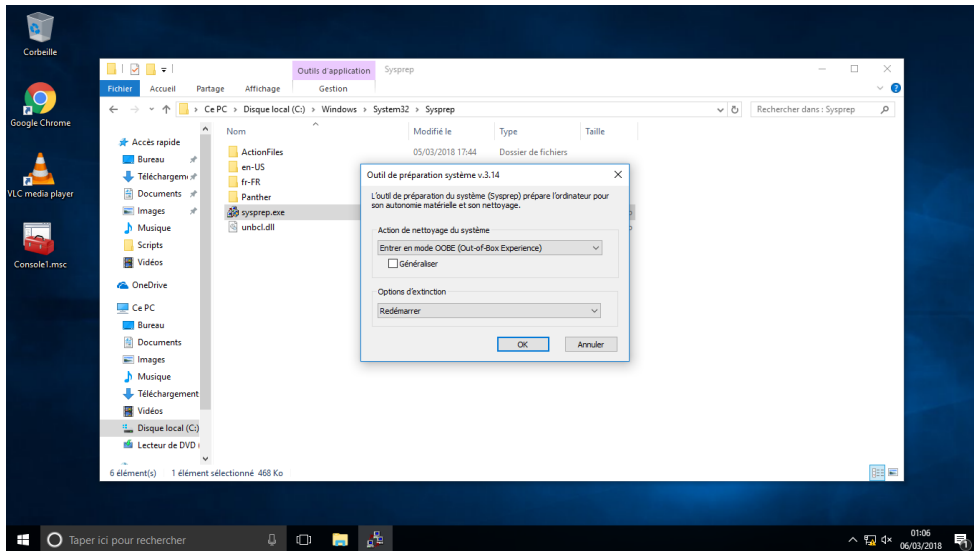 Corbeille
Google Chrome
VLC media player
Console1.msc
Outils d'application Sysprep
Fichier Accueil Partage Affichage Gestion
Ce PC > Disque local (C:) > Windows > System32 > Sysprep
Rechercher dans : Sysprep
Accès rapide
Bureau
Téléchargem
Documents
Images
Musique
Scripts
Vidéos
OneDrive
Ce PC
Bureau
Documents
Images
Musique
Téléchargement
Vidéos
Disque local (C:)
Lecteur de DVD
Nom Modifié le Type Taille
ActionFiles 05/03/2018 17:44 Dossier de fichiers
en-US
fr-FR
Panther
sysprep.exe
unbcl.dll
Outil de préparation système v.3.14
L'outil de préparation du système (Sysprep) prépare l'ordinateur pour
son autonomie matérielle et son nettoyage.
Action de nettoyage du système
Entrer en mode OOBE (Out-of-Box Experience)
Généraliser
Options d'extinction
Redémarrer
OK Annuler
6 élément(s) 1 élément sélectionné 468 Ko
Taper ici pour rechercher
01:06
06/03/2018